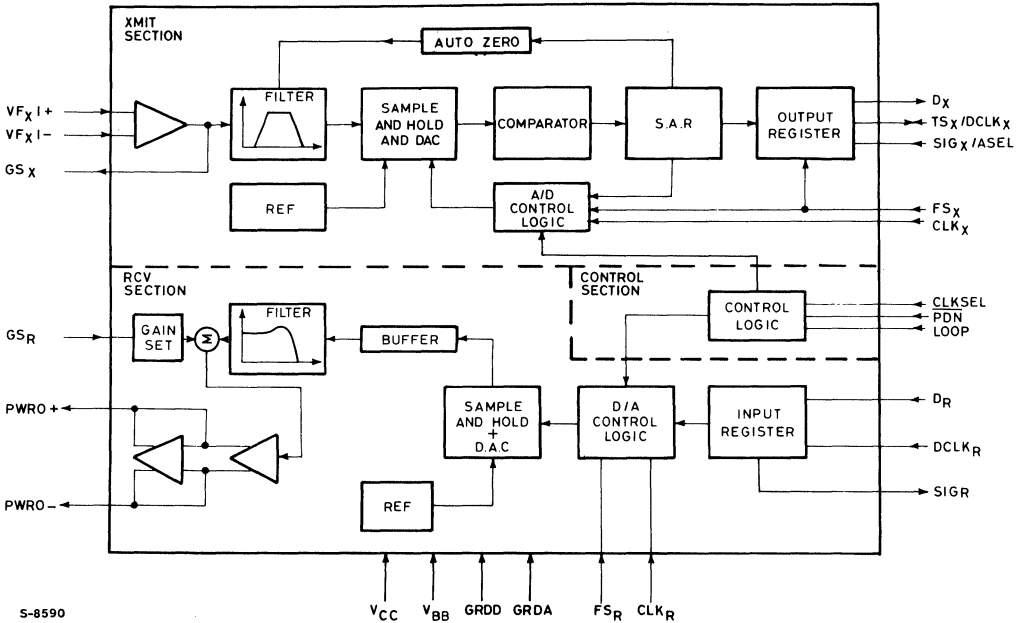 XMIT
SECTION
AUTO ZERO
VFX I+
VFX I-
GSX
FILTER
SAMPLE
AND HOLD
AND DAC
COMPARATOR
S.A.R
OUTPUT
REGISTER
DX
TSX/DCLKX
SIGX/ASEL
REF
A/D
CONTROL
LOGIC
FSX
CLKX
RCV
SECTION
CONTROL
SECTION
GSR
GAIN
SET
Σ
FILTER
BUFFER
CONTROL
LOGIC
CLKSEL
PDN
LOOP
PWRO+
PWRO-
SAMPLE
AND HOLD
+
D.A.C
D/A
CONTROL
LOGIC
INPUT
REGISTER
DR
DCLKR
SIGR
REF
VCC
VBB
GRDD
GRDA
FSR
CLKR
S-8590